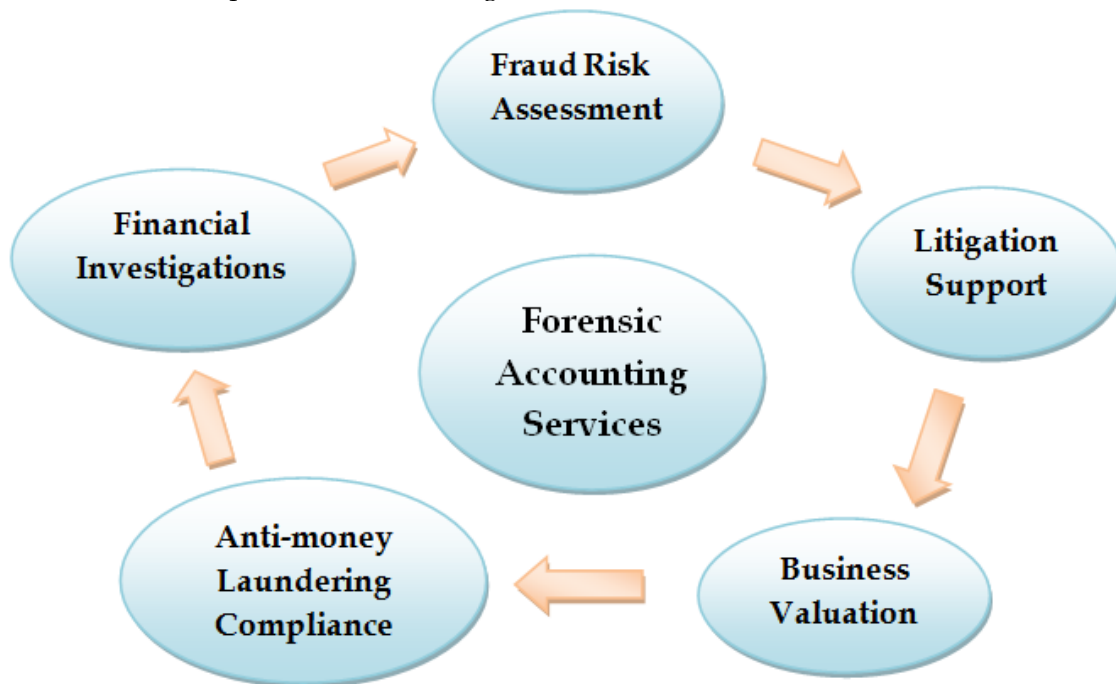 Fraud Risk
Assessment
Litigation
Support
Business
Valuation
Anti-money
Laundering
Compliance
Financial
Investigations
Forensic
Accounting
Services